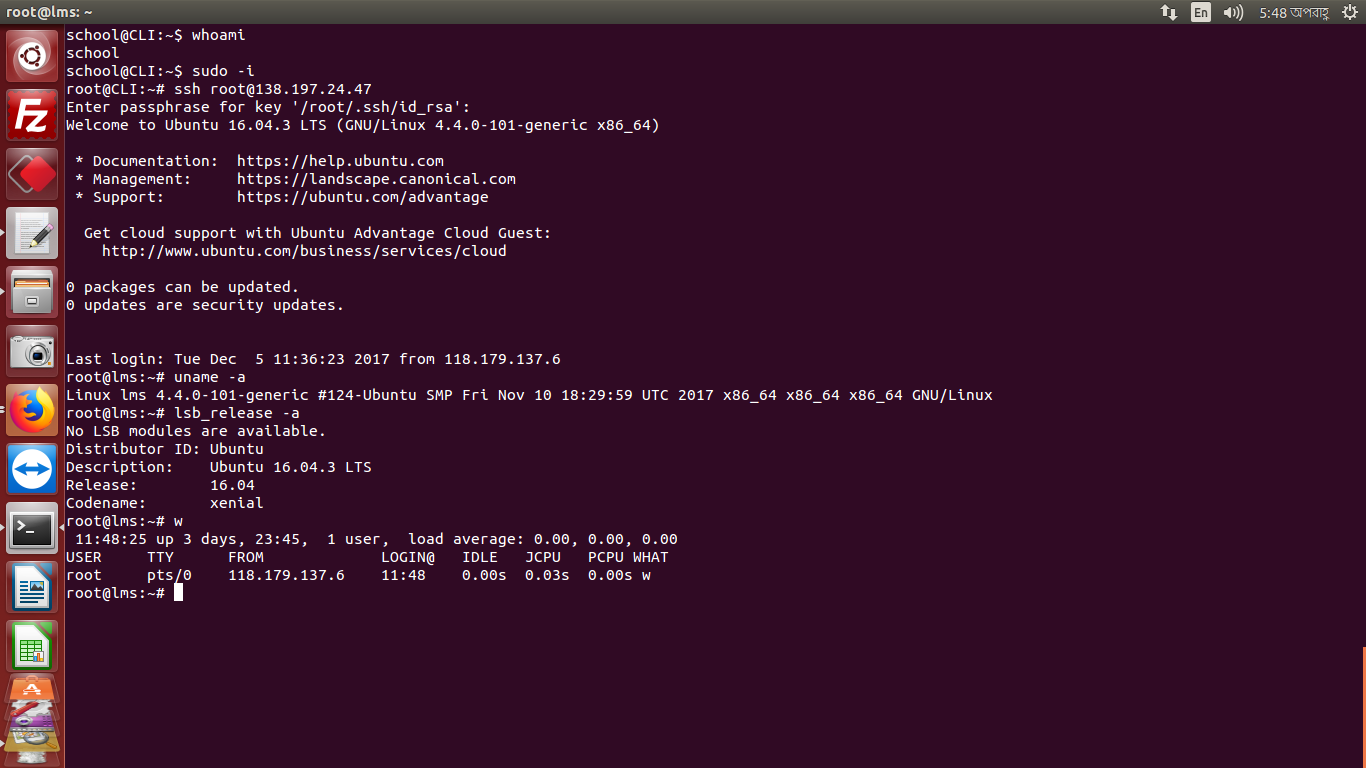 root@lms: ~
En
5:48 অপরাহ্ণ
school@CLI:~$ whoami
school
school@CLI:~$ sudo -i
root@CLI:~# ssh root@138.197.24.47
Enter passphrase for key '/root/.ssh/id_rsa':
Welcome to Ubuntu 16.04.3 LTS (GNU/Linux 4.4.0-101-generic x86_64)
 * Documentation:  https://help.ubuntu.com
 * Management:     https://landscape.canonical.com
 * Support:        https://ubuntu.com/advantage
  Get cloud support with Ubuntu Advantage Cloud Guest:
    http://www.ubuntu.com/business/services/cloud
0 packages can be updated.
0 updates are security updates.
Last login: Tue Dec  5 11:36:23 2017 from 118.179.137.6
root@lms:~# uname -a
Linux lms 4.4.0-101-generic #124-Ubuntu SMP Fri Nov 10 18:29:59 UTC 2017 x86_64 x86_64 x86_64 GNU/Linux
root@lms:~# lsb_release -a
No LSB modules are available.
Distributor ID: Ubuntu
Description:    Ubuntu 16.04.3 LTS
Release:        16.04
Codename:       xenial
root@lms:~# w
 11:48:25 up 3 days, 23:45,  1 user,  load average: 0.00, 0.00, 0.00
USER     TTY      FROM             LOGIN@   IDLE   JCPU   PCPU WHAT
root     pts/0    118.179.137.6    11:48    0.00s  0.03s  0.00s w
root@lms:~#
Fz